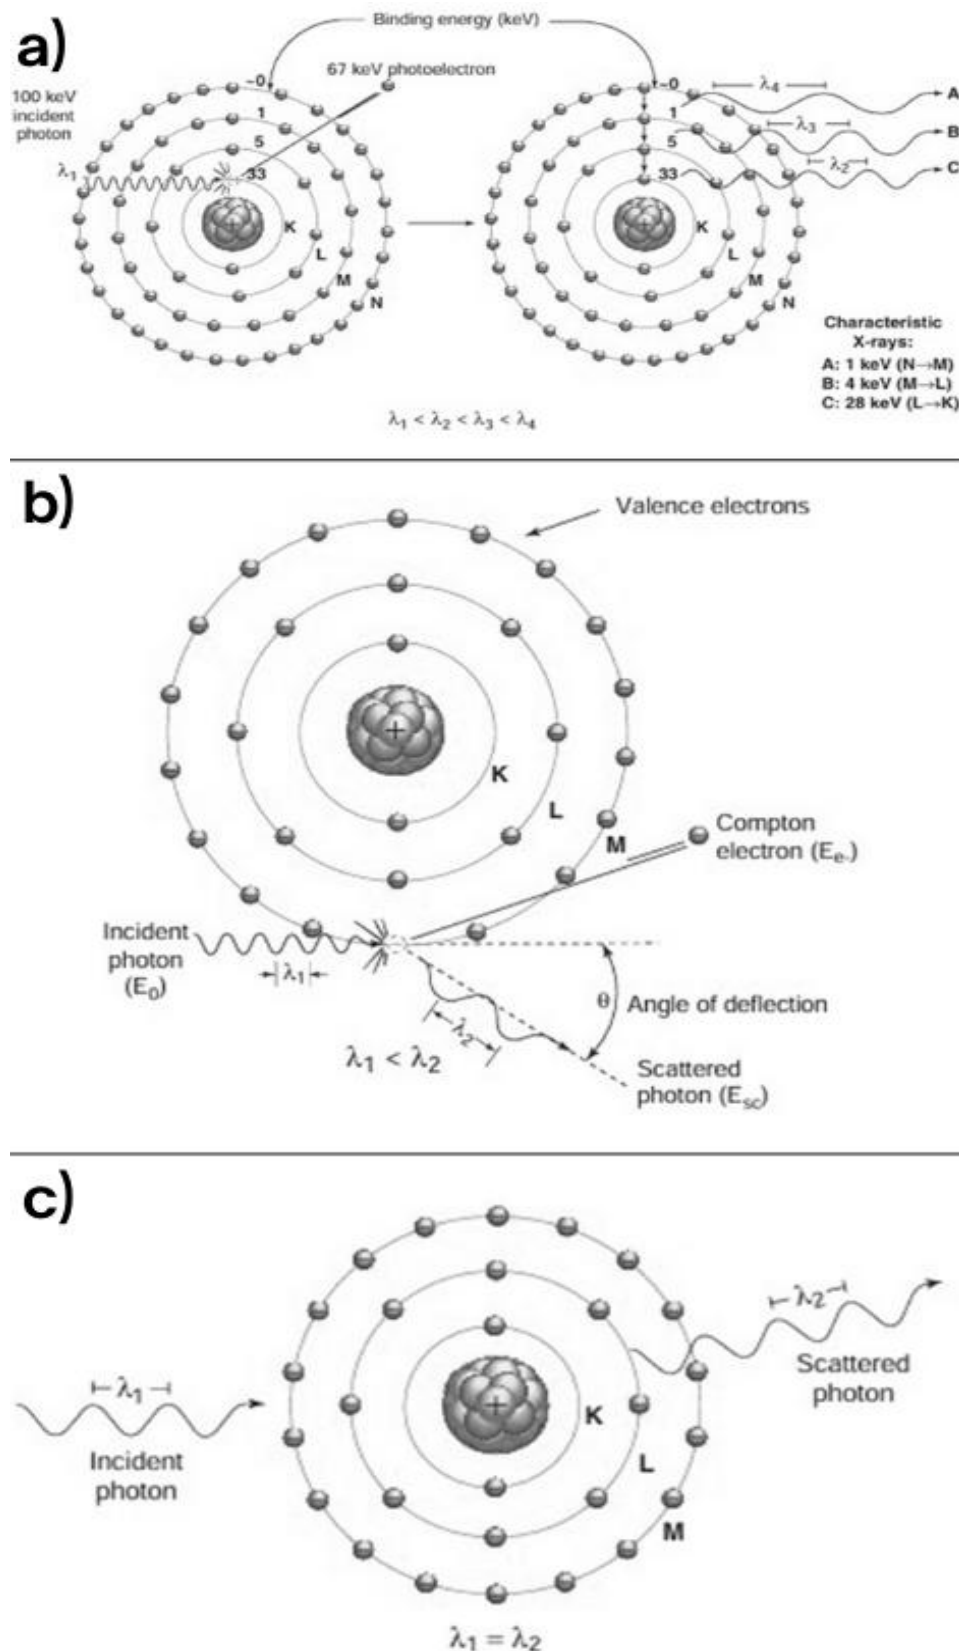 a)
Binding energy (keV)
67 keV photoelectron
100 keV
incident
photon
λ₁
~0
1
5
33
K
L
M
N
~0
1
5
33
K
L
M
N
λ₄
A
λ₃
B
λ₂
C
Characteristic
X-rays:
A: 1 keV (N→M)
B: 4 keV (M→L)
C: 28 keV (L→K)
λ₁ < λ₂ < λ₃ < λ₄
b)
Valence electrons
+
K
L
M
Compton
electron (Eₑ₋)
Incident
photon
(E₀)
λ₁
λ₂
θ
Angle of deflection
λ₁ < λ₂
Scattered
photon (E_sc)
c)
λ₁
Incident
photon
+
K
L
M
λ₂
Scattered
photon
λ₁ = λ₂